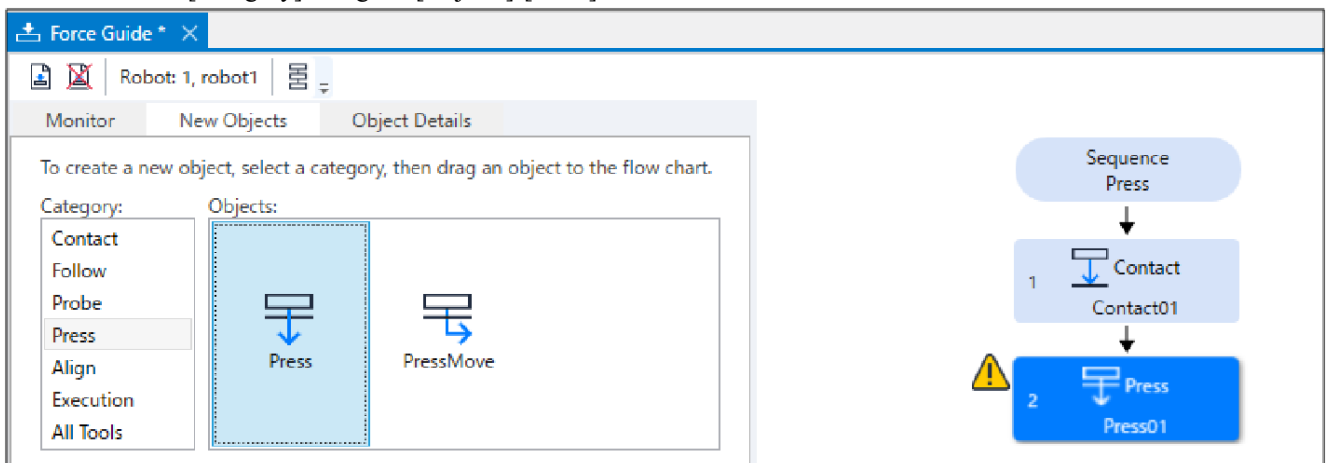 Force Guide *
Robot: 1, robot1
Monitor New Objects Object Details
To create a new object, select a category, then drag an object to the flow chart.
Category: Objects:
Contact
Follow
Probe
Press
Align
Execution
All Tools
Press PressMove
Sequence
Press
1 Contact
Contact01
2 Press
Press01